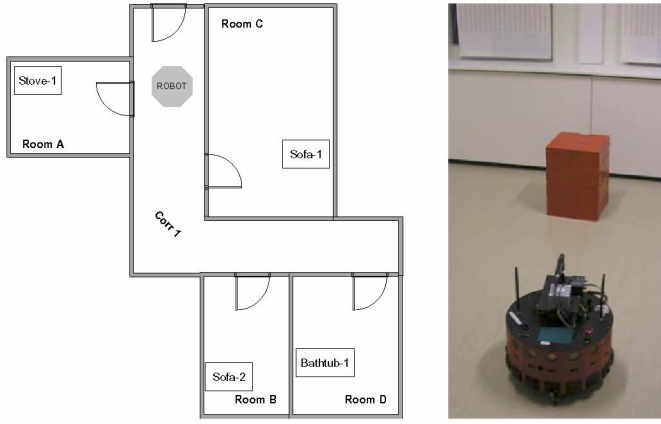 Room C
Stove-1
ROBOT
Room A
Sofa-1
Corr 1
Sofa-2
Bathtub-1
Room B
Room D